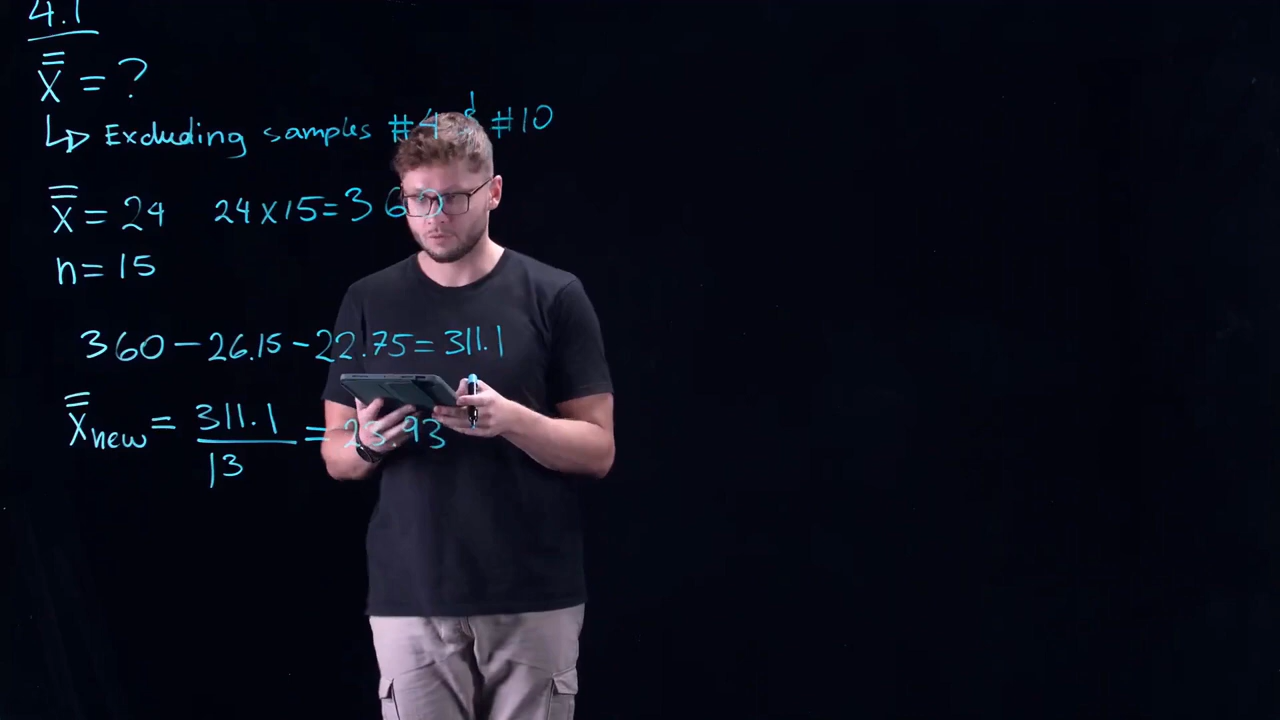 4.1
X̿ = ?
↳ Excluding samples #4 & #10
X̿ = 24 24 x 15 = 360
n = 15
360 - 26.15 - 22.75 = 311.1
X̿new = 311.1 / 13 = 23.93